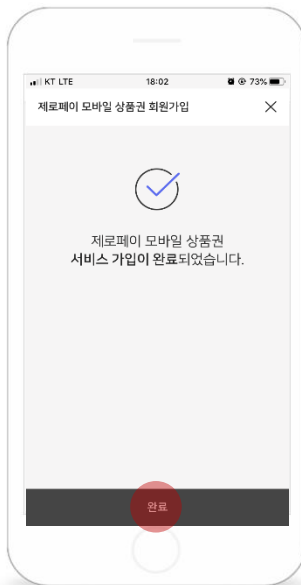 KT LTE 18:02 73%
제로페이 모바일 상품권 회원가입
제로페이 모바일 상품권
서비스 가입이 완료되었습니다.
완료